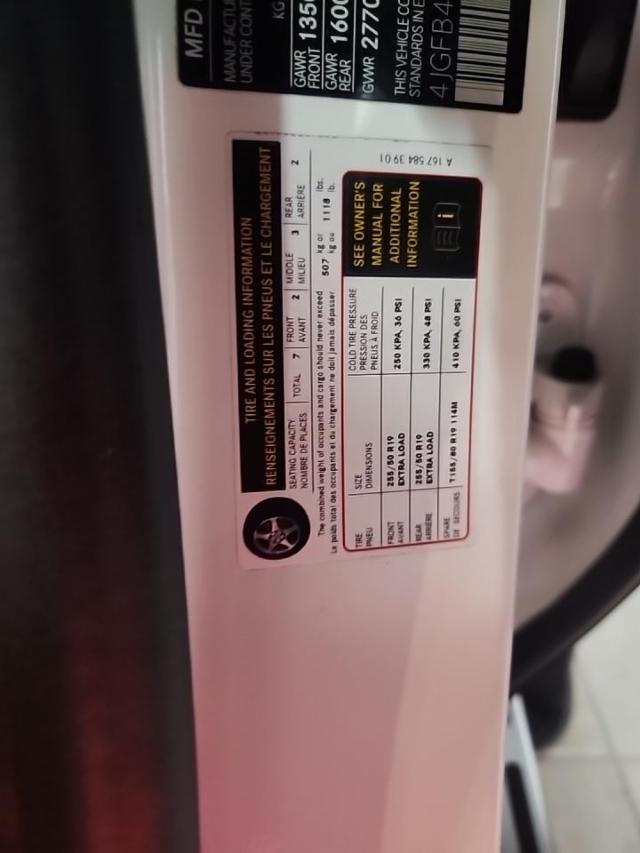 MFD
MANUFACTU
UNDER CONT
KG
GAWR
FRONT 135
GAWR
REAR 1600
GVWR 2770
THIS VEHICLE CO
STANDARDS IN E
4JGFB4
TIRE AND LOADING INFORMATION
RENSEIGNEMENTS SUR LES PNEUS ET LE CHARGEMENT
SEATING CAPACITY
NOMBRE DE PLACES
TOTAL 7
FRONT
AVANT
2
MIDDLE
MILIEU
3
REAR
ARRIÈRE
2
The combined weight of occupants and cargo should never exceed
Le poids total des occupants et du chargement ne doit jamais dépasser
507 kg or 1118 lbs.
kg ou lb.
TIRE
PNEU
SIZE
DIMENSIONS
COLD TIRE PRESSURE
PRESSION DES
PNEUS À FROID
FRONT
AVANT
255/50 R19
EXTRA LOAD
250 KPA, 36 PSI
REAR
ARRIÈRE
255/50 R19
EXTRA LOAD
330 KPA, 48 PSI
SPARE
DE SECOURS
T155/80 R19 114M
410 KPA, 60 PSI
SEE OWNER'S
MANUAL FOR
ADDITIONAL
INFORMATION
i
A 167 584 39 01